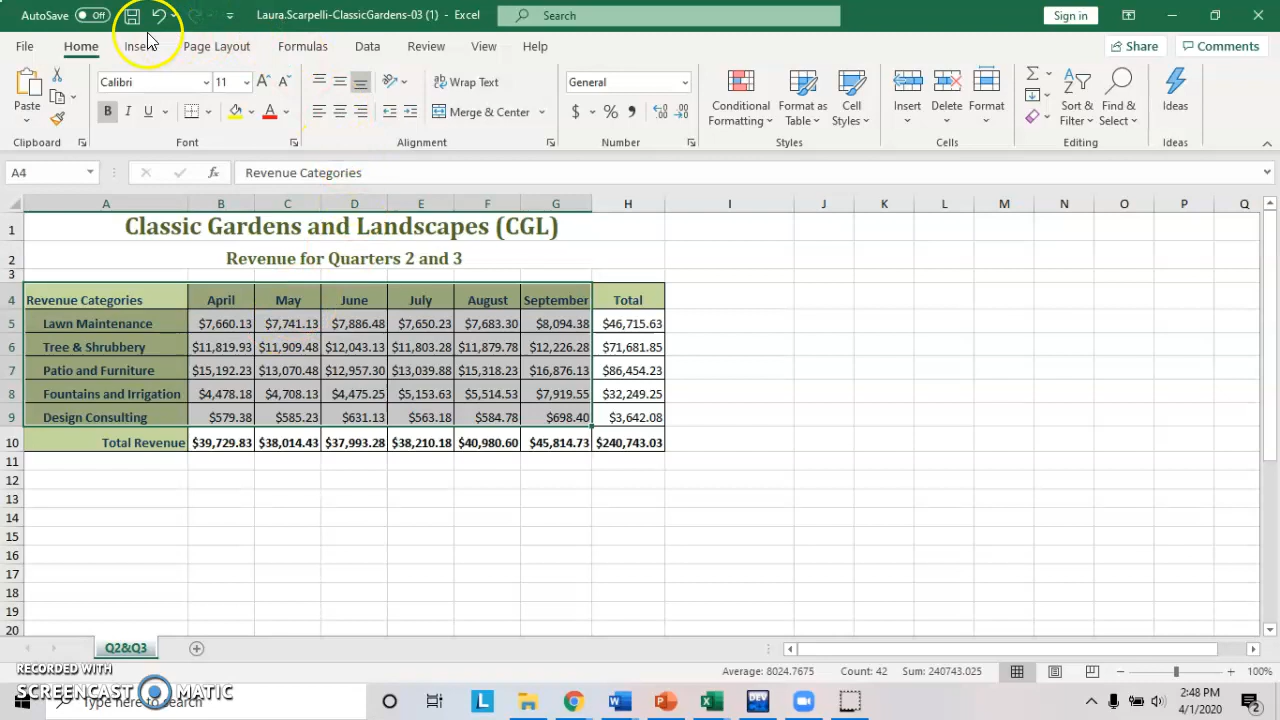 AutoSave Off Laura.Scarpelli-ClassicGardens-03 (1) - Excel Search Sign in
File Home Insert Page Layout Formulas Data Review View Help Share Comments
Paste Calibri 11 Wrap Text General Conditional Formatting Format as Table Cell Styles Insert Delete Format Sort & Filter Find & Select Ideas
B I U Merge & Center $ % ,
Clipboard Font Alignment Number Styles Cells Editing Ideas
A4 fx Revenue Categories
A B C D E F G H I J K L M N O P Q
1 Classic Gardens and Landscapes (CGL)
2 Revenue for Quarters 2 and 3
3
4 Revenue Categories April May June July August September Total
5 Lawn Maintenance $7,660.13 $7,741.13 $7,886.48 $7,650.23 $7,683.30 $8,094.38 $46,715.63
6 Tree & Shrubbery $11,819.93 $11,909.48 $12,043.13 $11,803.28 $11,879.78 $12,226.28 $71,681.85
7 Patio and Furniture $15,192.23 $13,070.48 $12,957.30 $13,039.88 $15,318.23 $16,876.13 $86,454.23
8 Fountains and Irrigation $4,478.18 $4,708.13 $4,475.25 $5,153.63 $5,514.53 $7,919.55 $32,249.25
9 Design Consulting $579.38 $585.23 $631.13 $563.18 $584.78 $698.40 $3,642.08
10 Total Revenue $39,729.83 $38,014.43 $37,993.28 $38,210.18 $40,980.60 $45,814.73 $240,743.03
11
12
13
14
15
16
17
18
19
20
Q2&Q3
RECORDED WITH
Average: 8024.7675 Count: 42 Sum: 240743.025 100%
SCREENCAST MATIC
Type here to search
2:48 PM
4/1/2020
2